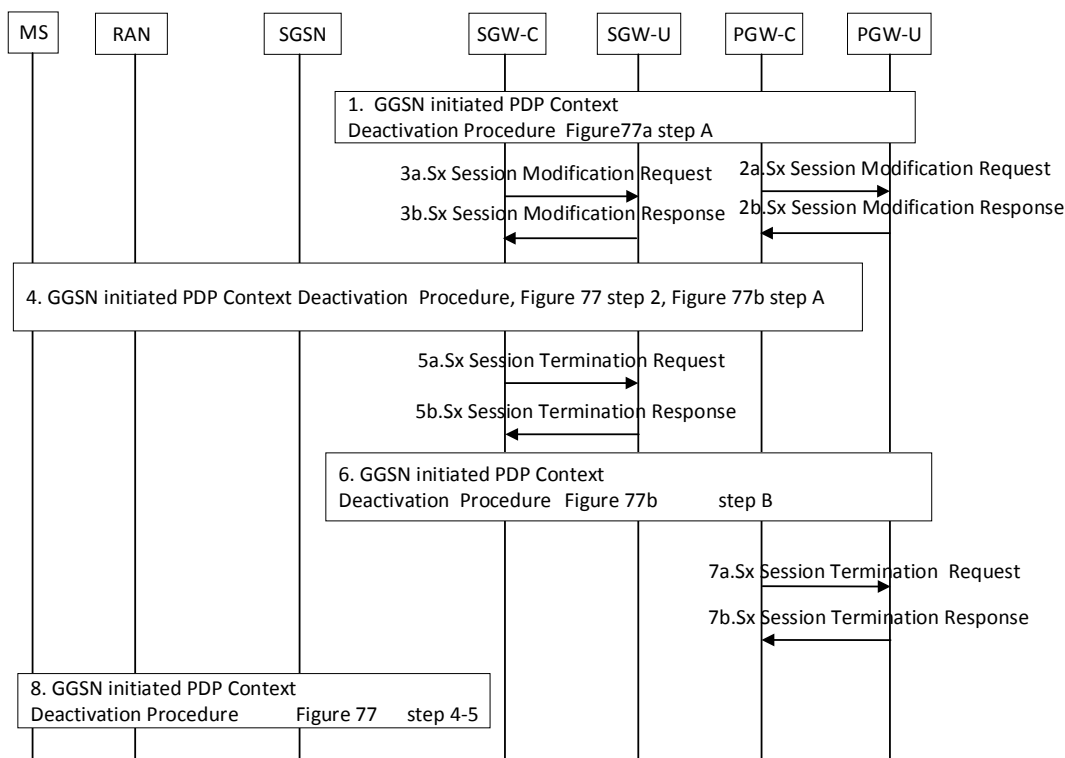 MS
RAN
SGSN
SGW-C
SGW-U
PGW-C
PGW-U
1. GGSN initiated PDP Context
Deactivation Procedure Figure77a step A
3a.Sx Session Modification Request
2a.Sx Session Modification Request
3b.Sx Session Modification Response
2b.Sx Session Modification Response
4. GGSN initiated PDP Context Deactivation Procedure, Figure 77 step 2, Figure 77b step A
5a.Sx Session Termination Request
5b.Sx Session Termination Response
6. GGSN initiated PDP Context
Deactivation Procedure Figure 77b step B
7a.Sx Session Termination Request
7b.Sx Session Termination Response
8. GGSN initiated PDP Context
Deactivation Procedure Figure 77 step 4-5